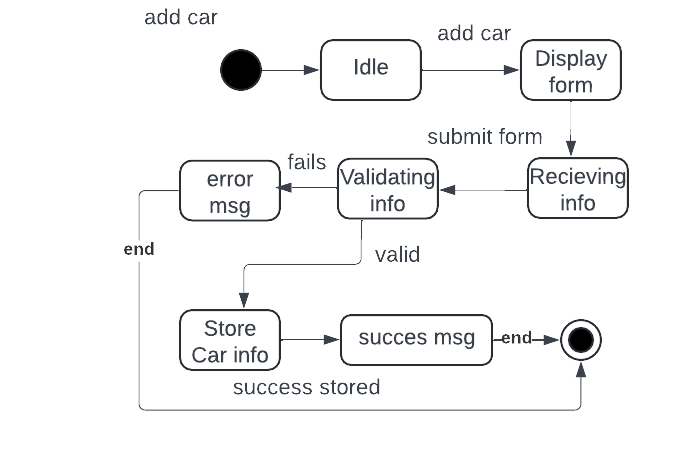 add car
add car
Idle
Display
form
submit form
fails
error
msg
Validating
info
Recieving
info
end
valid
Store
Car info
succes msg
end
success stored